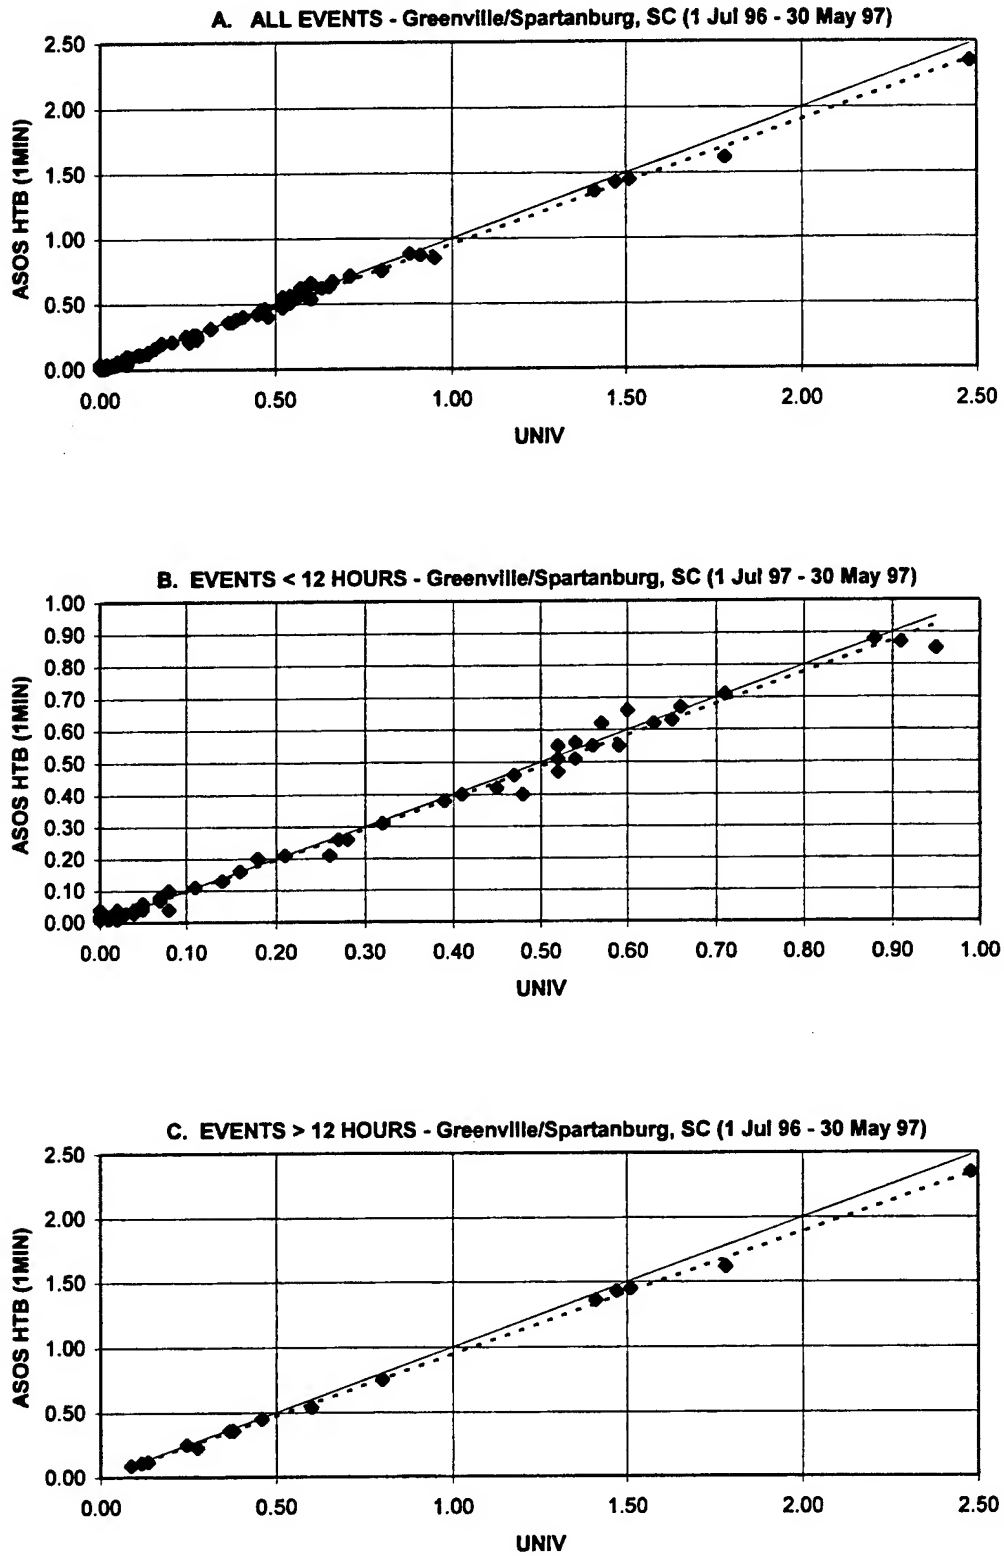 A. ALL EVENTS - Greenville/Spartanburg, SC (1 Jul 96 - 30 May 97)
2.50
2.00
1.50
1.00
0.50
0.00
ASOS HTB (1MIN)
0.00 0.50 1.00 1.50 2.00 2.50
UNIV
B. EVENTS < 12 HOURS - Greenville/Spartanburg, SC (1 Jul 97 - 30 May 97)
1.00
0.90
0.80
0.70
0.60
0.50
0.40
0.30
0.20
0.10
0.00
ASOS HTB (1MIN)
0.00 0.10 0.20 0.30 0.40 0.50 0.60 0.70 0.80 0.90 1.00
UNIV
C. EVENTS > 12 HOURS - Greenville/Spartanburg, SC (1 Jul 96 - 30 May 97)
2.50
2.00
1.50
1.00
0.50
0.00
ASOS HTB (1MIN)
0.00 0.50 1.00 1.50 2.00 2.50
UNIV